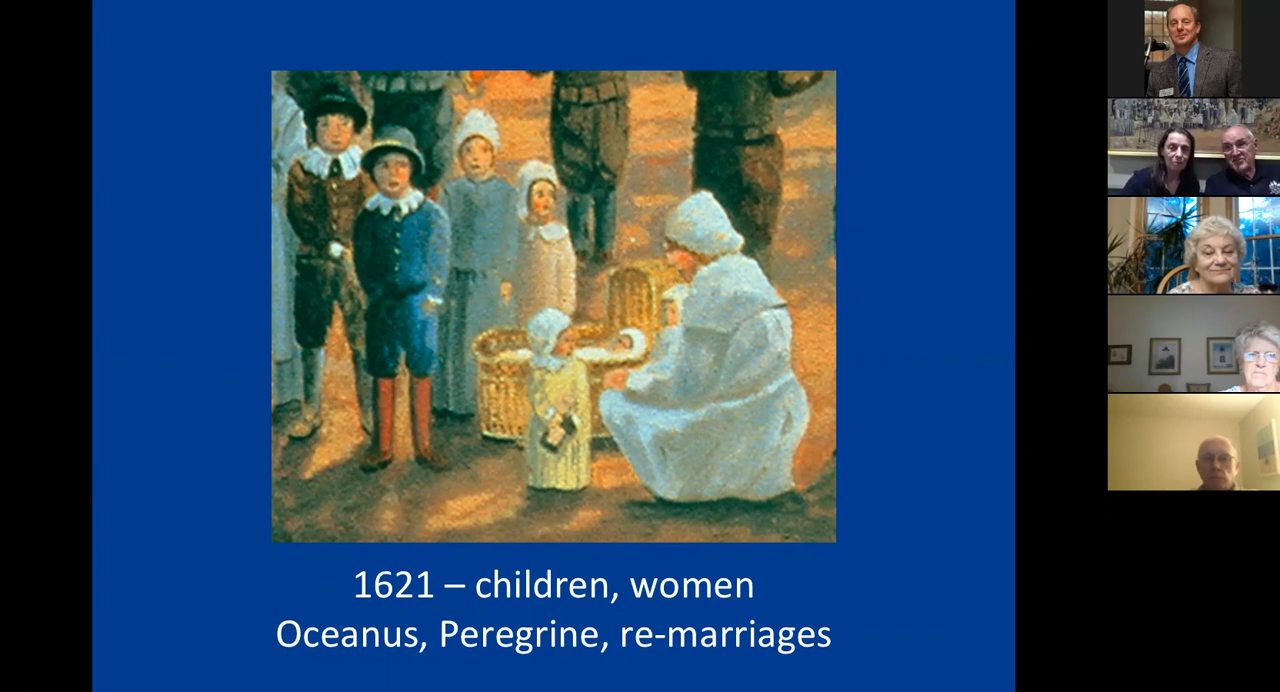 1621 – children, women
Oceanus, Peregrine, re-marriages